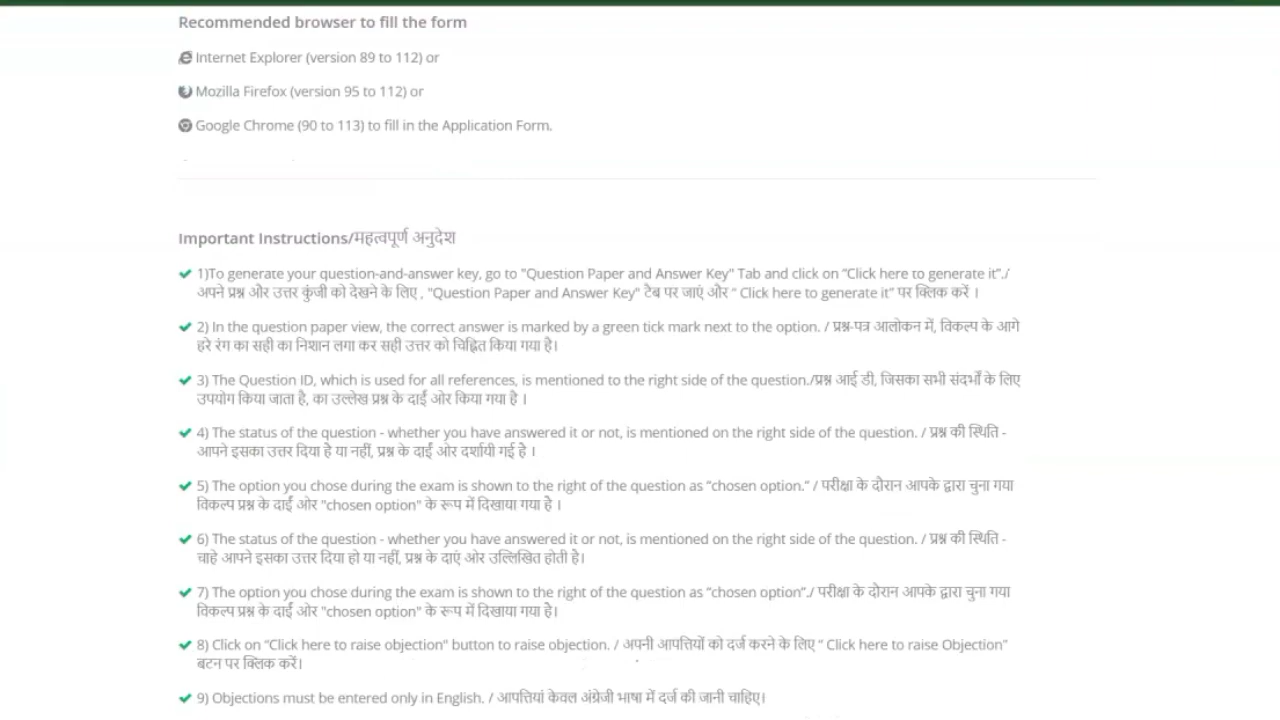 Recommended browser to fill the form
Internet Explorer (version 89 to 112) or
Mozilla Firefox (version 95 to 112) or
Google Chrome (90 to 113) to fill in the Application Form.
Important Instructions/महत्वपूर्ण अनुदेश
1)To generate your question-and-answer key, go to "Question Paper and Answer Key" Tab and click on “Click here to generate it”./
अपने प्रश्न और उत्तर कुंजी को देखने के लिए , "Question Paper and Answer Key" टैब पर जाएं और “ Click here to generate it” पर क्लिक करें ।
2) In the question paper view, the correct answer is marked by a green tick mark next to the option. / प्रश्न-पत्र आलोकन में, विकल्प के आगे
हरे रंग का सही का निशान लगा कर सही उत्तर को चिह्नित किया गया है।
3) The Question ID, which is used for all references, is mentioned to the right side of the question./प्रश्न आई डी, जिसका सभी संदर्भों के लिए
उपयोग किया जाता है, का उल्लेख प्रश्न के दाईं ओर किया गया है ।
4) The status of the question - whether you have answered it or not, is mentioned on the right side of the question. / प्रश्न की स्थिति -
आपने इसका उत्तर दिया है या नहीं, प्रश्न के दाईं ओर दर्शायी गई है ।
5) The option you chose during the exam is shown to the right of the question as “chosen option.” / परीक्षा के दौरान आपके द्वारा चुना गया
विकल्प प्रश्न के दाईं ओर "chosen option" के रूप में दिखाया गया है ।
6) The status of the question - whether you have answered it or not, is mentioned on the right side of the question. / प्रश्न की स्थिति -
चाहे आपने इसका उत्तर दिया हो या नहीं, प्रश्न के दाएं ओर उल्लिखित होती है।
7) The option you chose during the exam is shown to the right of the question as “chosen option”./ परीक्षा के दौरान आपके द्वारा चुना गया
विकल्प प्रश्न के दाईं ओर "chosen option" के रूप में दिखाया गया है।
8) Click on “Click here to raise objection" button to raise objection. / अपनी आपत्तियों को दर्ज करने के लिए “ Click here to raise Objection”
बटन पर क्लिक करें।
9) Objections must be entered only in English. / आपत्तियां केवल अंग्रेजी भाषा में दर्ज की जानी चाहिए।